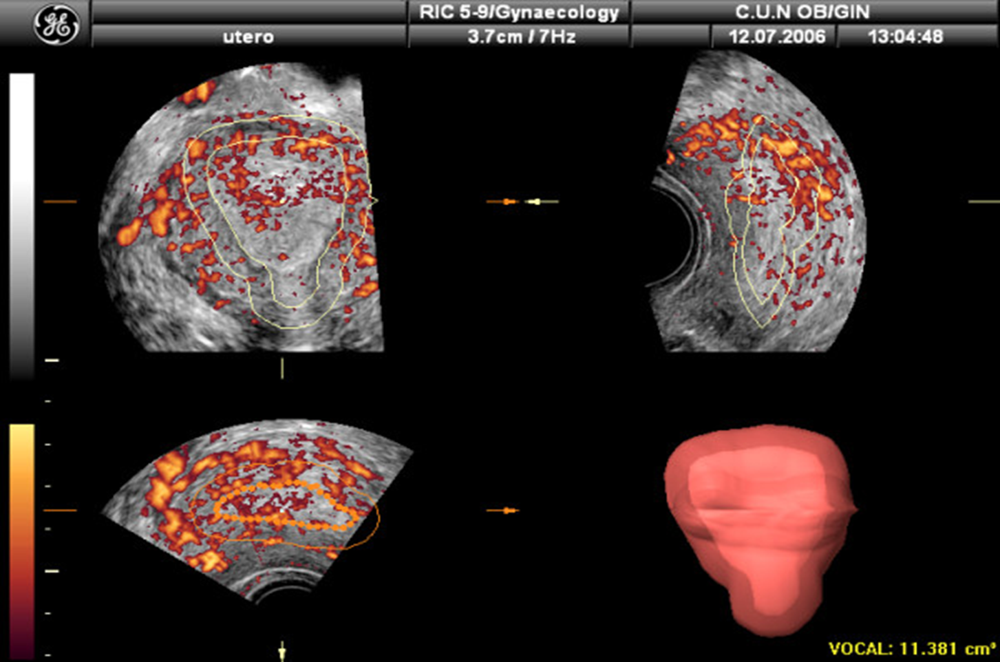 GE
RIC 5-9/Gynaecology
C.U.N OB/GIN
utero
3.7cm / 7Hz
12.07.2006
13:04:48
VOCAL: 11.381 cm³